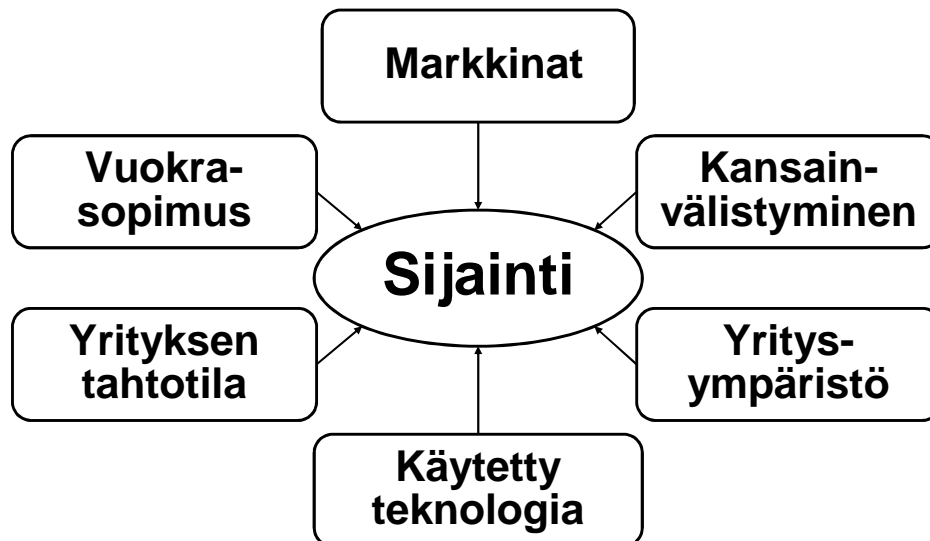 Markkinat
Vuokra-
sopimus
Kansain-
välistyminen
Sijainti
Yrityksen
tahtotila
Yritys-
ympäristö
Käytetty
teknologia